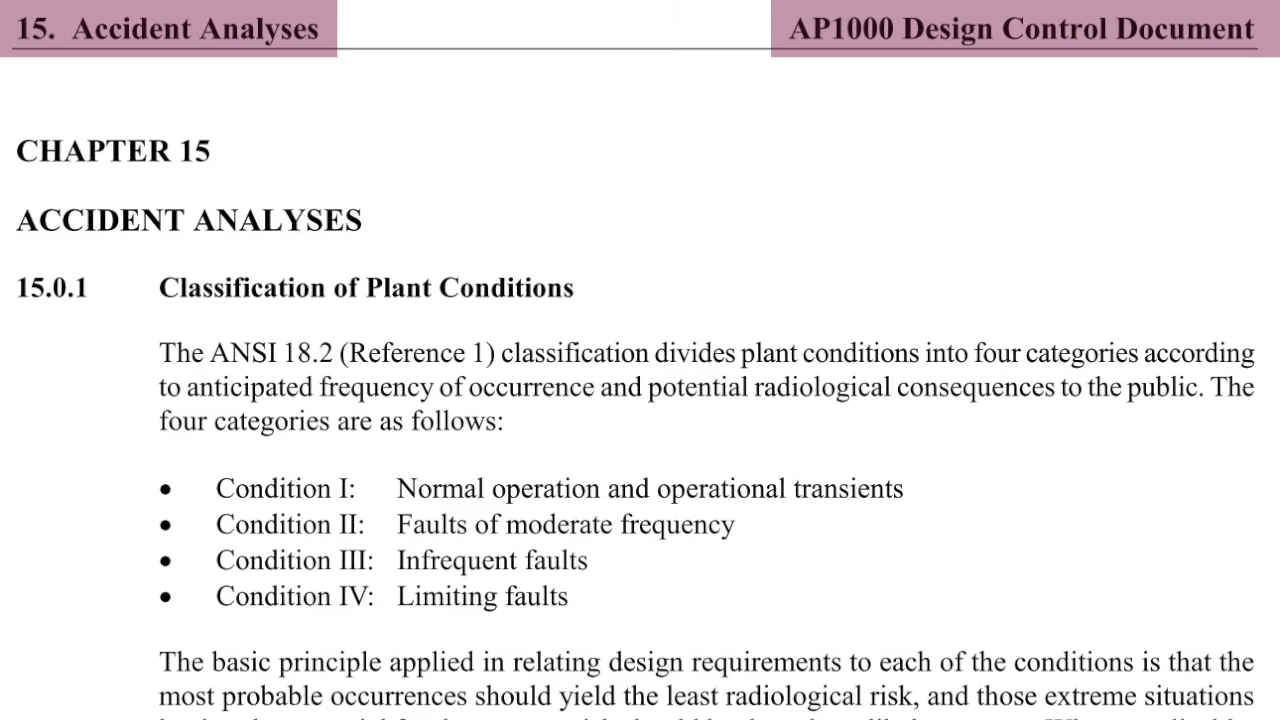 15. Accident Analyses
AP1000 Design Control Document
CHAPTER 15
ACCIDENT ANALYSES
15.0.1 Classification of Plant Conditions
The ANSI 18.2 (Reference 1) classification divides plant conditions into four categories according
to anticipated frequency of occurrence and potential radiological consequences to the public. The
four categories are as follows:
• Condition I: Normal operation and operational transients
• Condition II: Faults of moderate frequency
• Condition III: Infrequent faults
• Condition IV: Limiting faults
The basic principle applied in relating design requirements to each of the conditions is that the
most probable occurrences should yield the least radiological risk, and those extreme situations